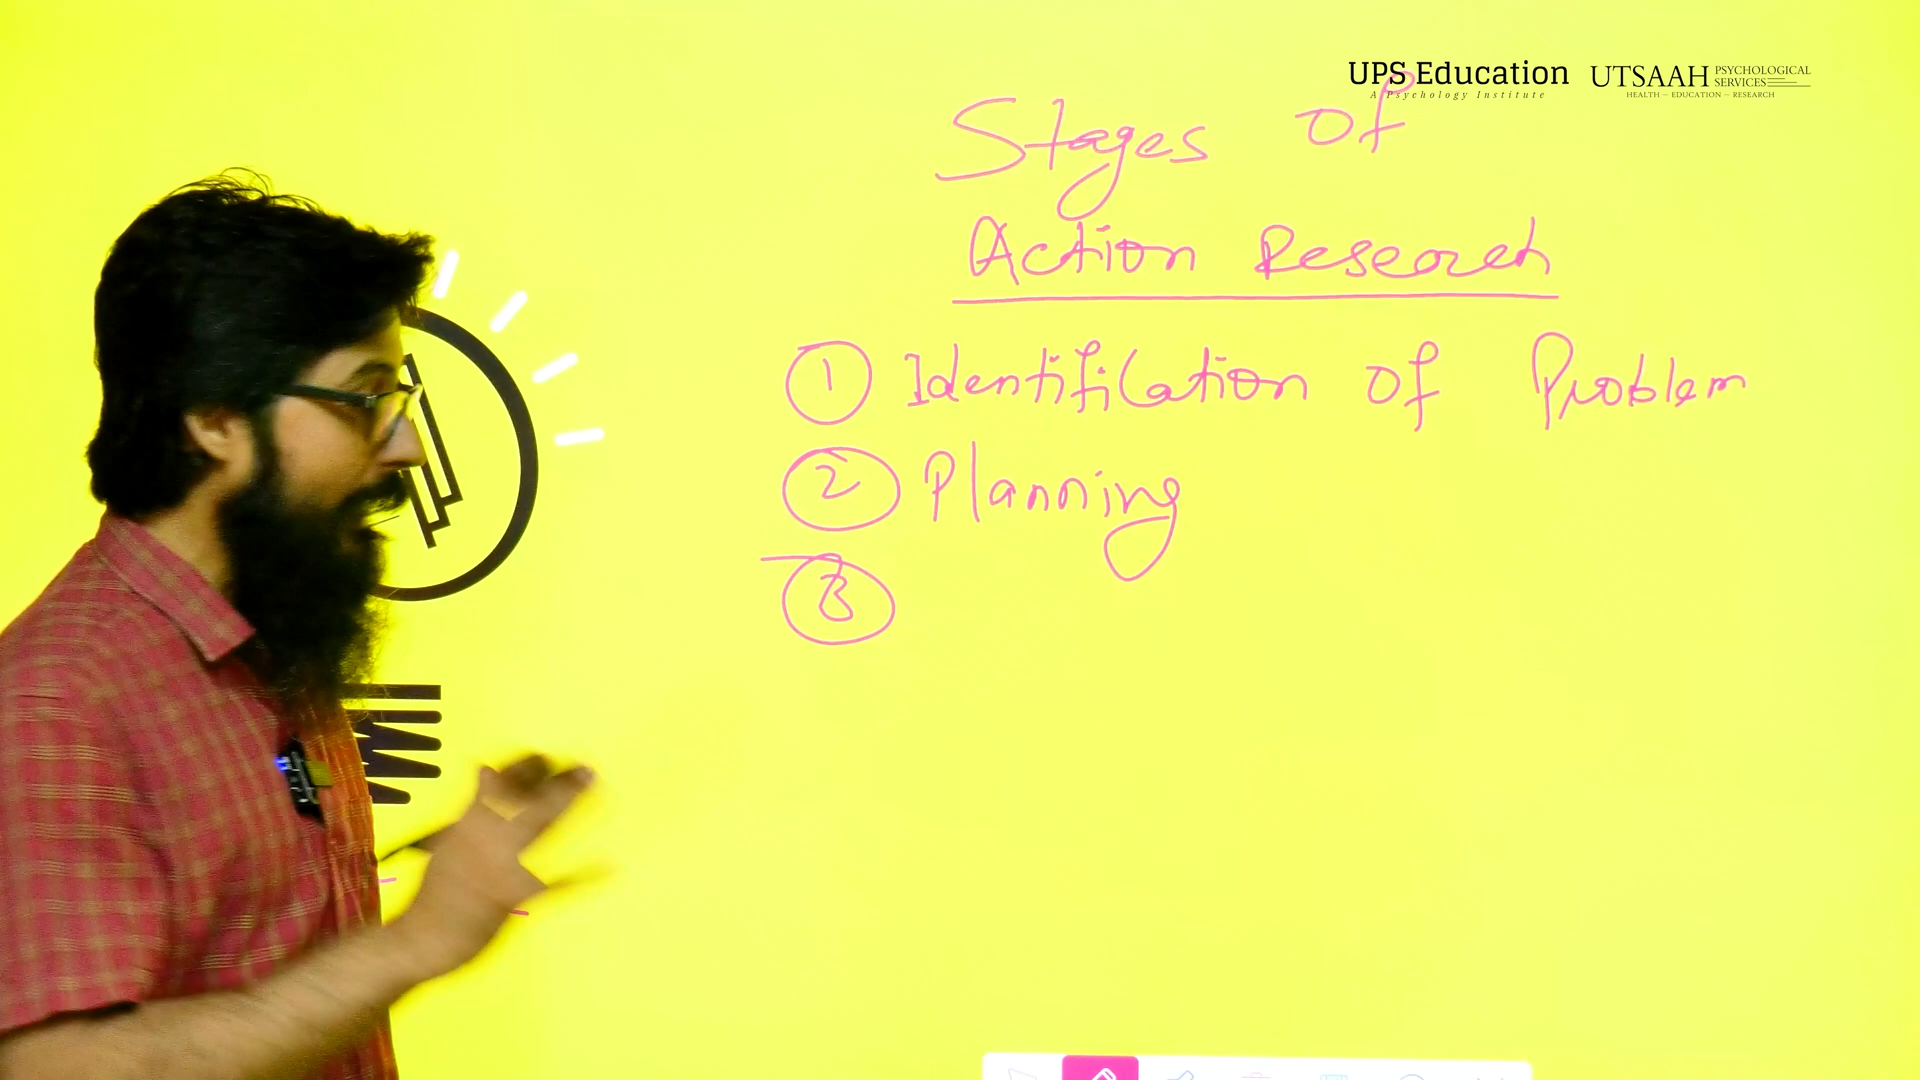 UPS Education
A Psychology Institute
UTSAAH PSYCHOLOGICAL SERVICES
HEALTH – EDUCATION – RESEARCH
Stages of
Action Research
1 Identification of Problem
2 Planning
3